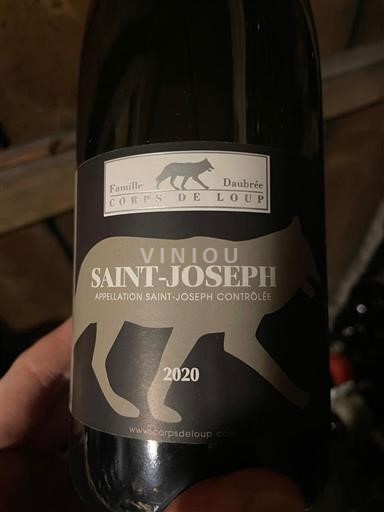 Famille Daubrée
CORPS DE LOUP
VINIOU
SAINT-JOSEPH
APPELLATION SAINT-JOSEPH CONTRÔLÉE
2020
www.corpsdeloup.com